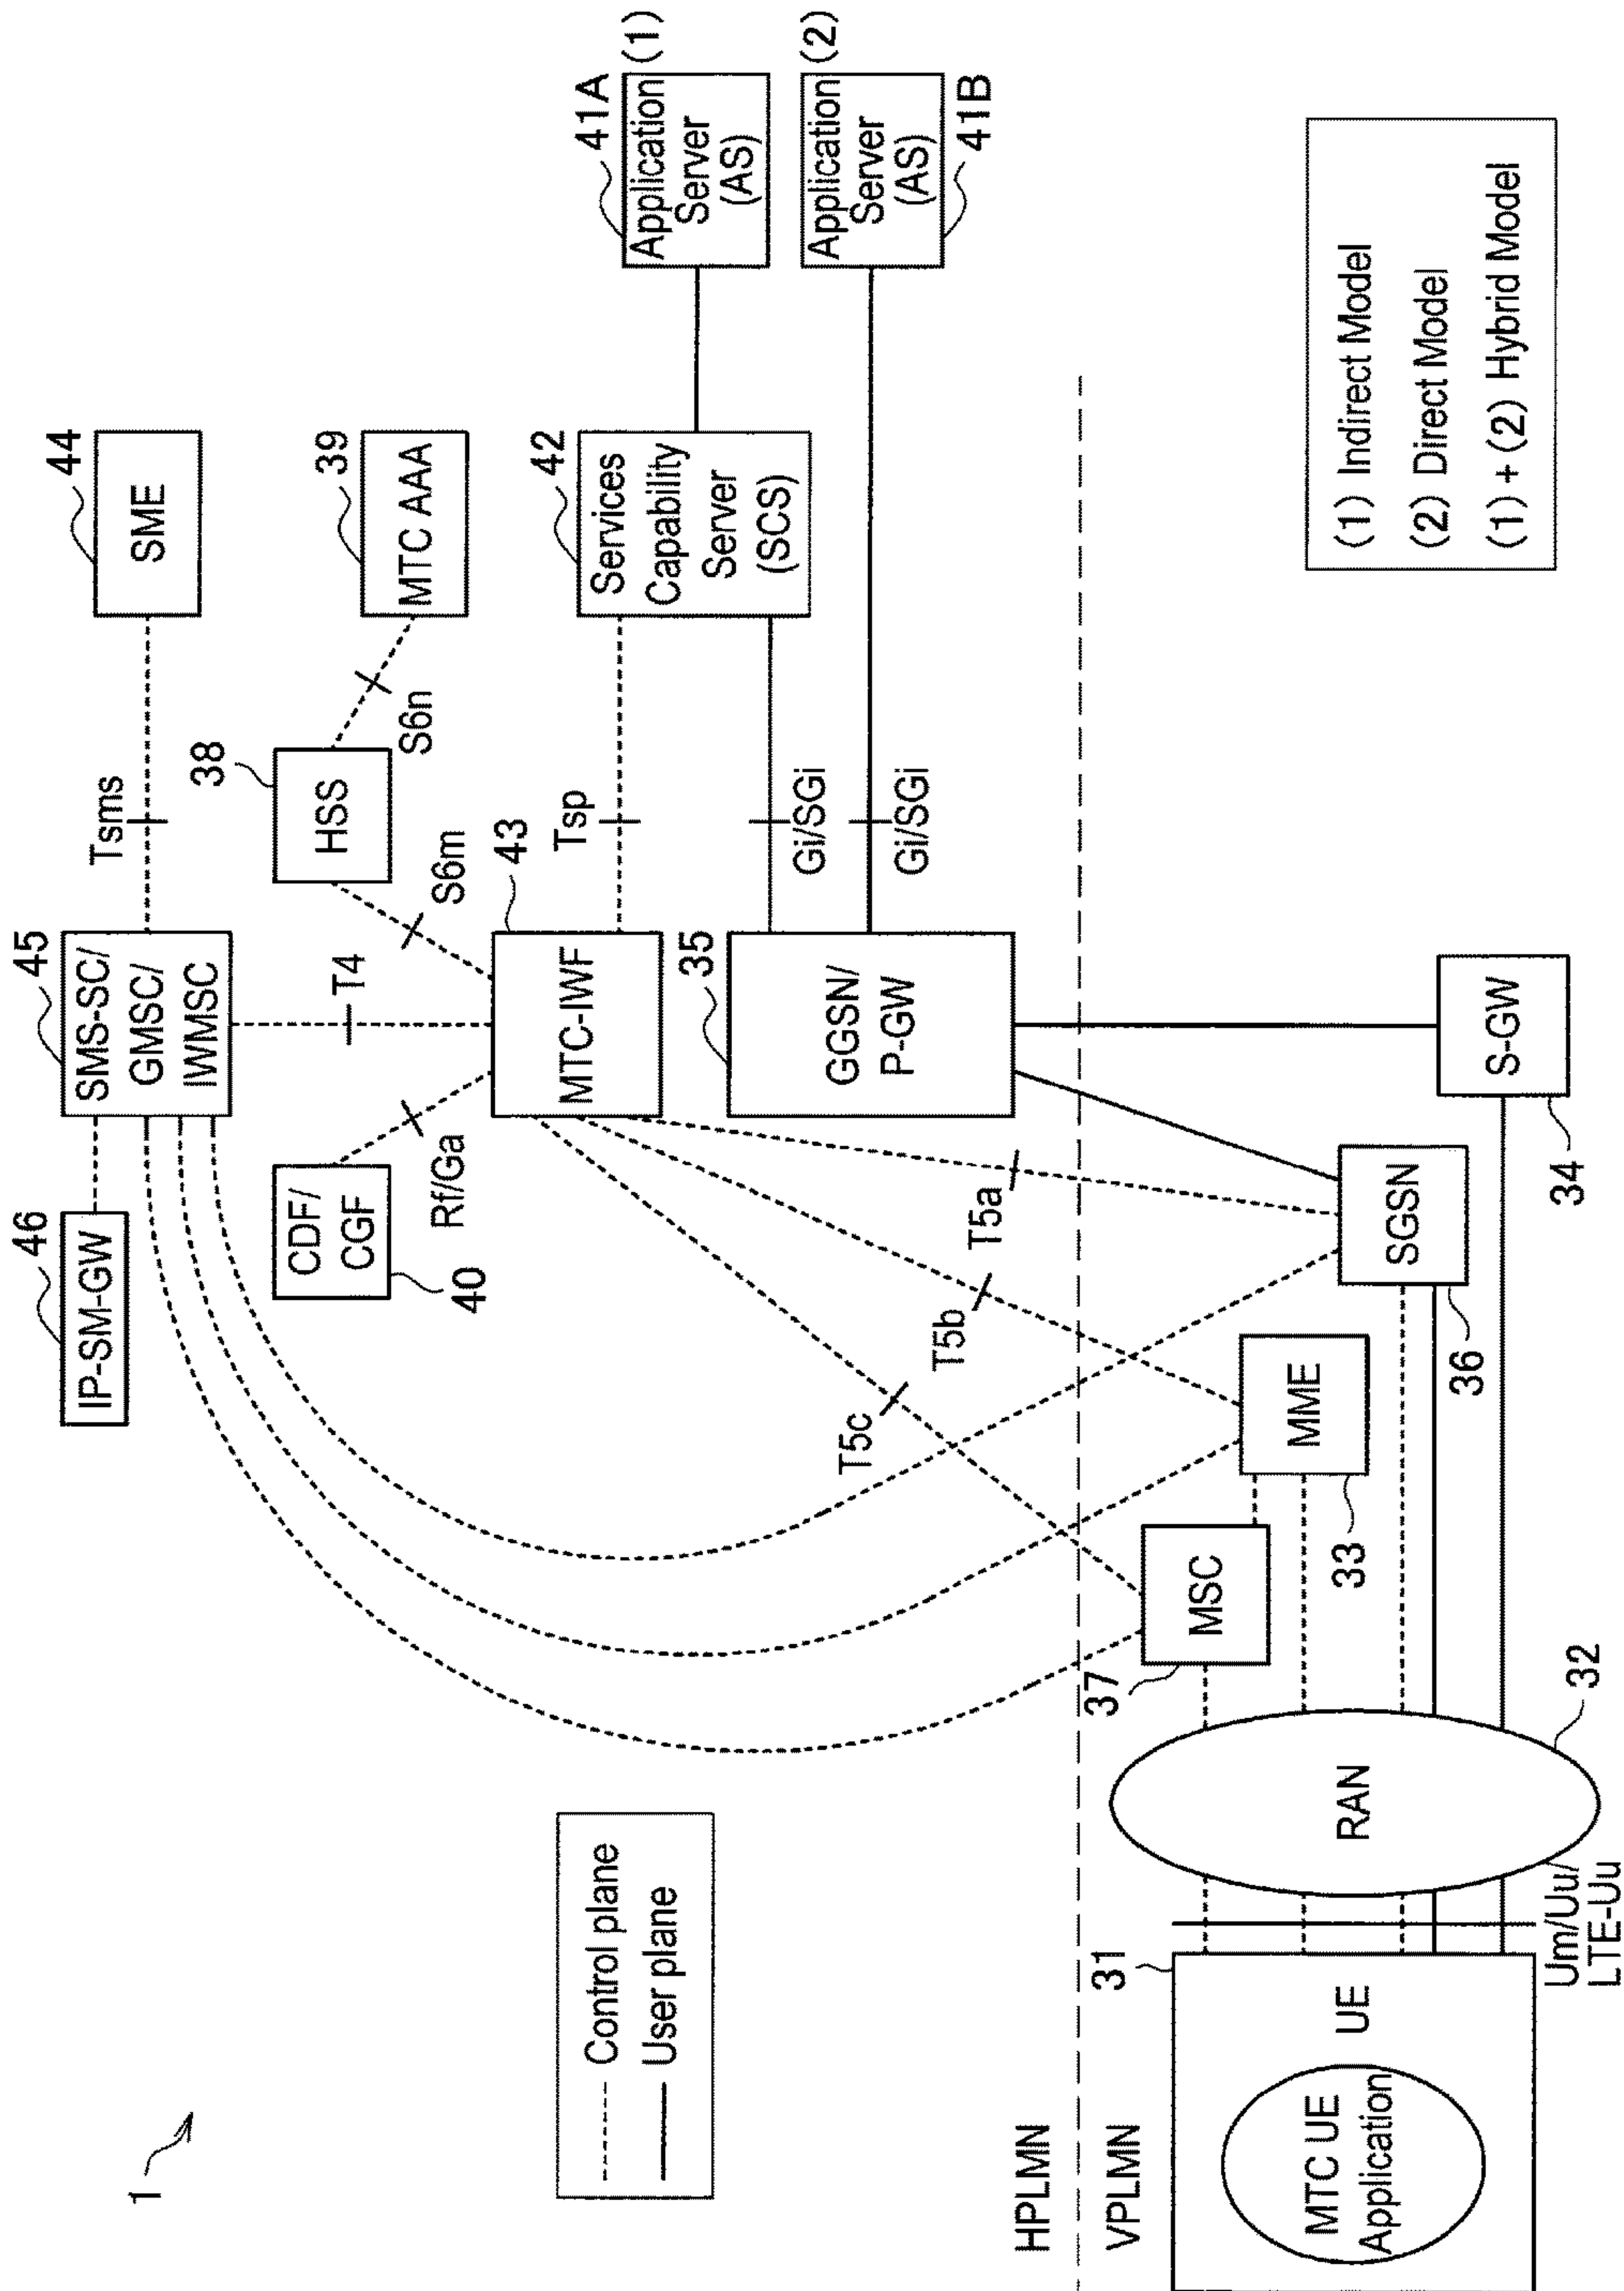 1
Control plane
User plane
HPLMN
VPLMN
46
IP-SM-GW
45
SMS-SC/
GMSC/
IWMSC
Tsms
44
SME
T4
CDF/
CGF
40
Rf/Ga
38
HSS
S6m
S6n
39
MTC AAA
43
MTC-IWF
Tsp
42
Services
Capability
Server
(SCS)
41A
Application
Server
(AS)
(1)
Application
Server
(AS)
(2)
41B
35
GGSN/
P-GW
Gi/SGi
Gi/SGi
T5c
T5b
T5a
31
UE
MTC UE
Application
Um/Uu/
LTE-Uu
RAN
32
37
MSC
MME
33
SGSN
36
S-GW
34
(1) Indirect Model
(2) Direct Model
(1) + (2) Hybrid Model